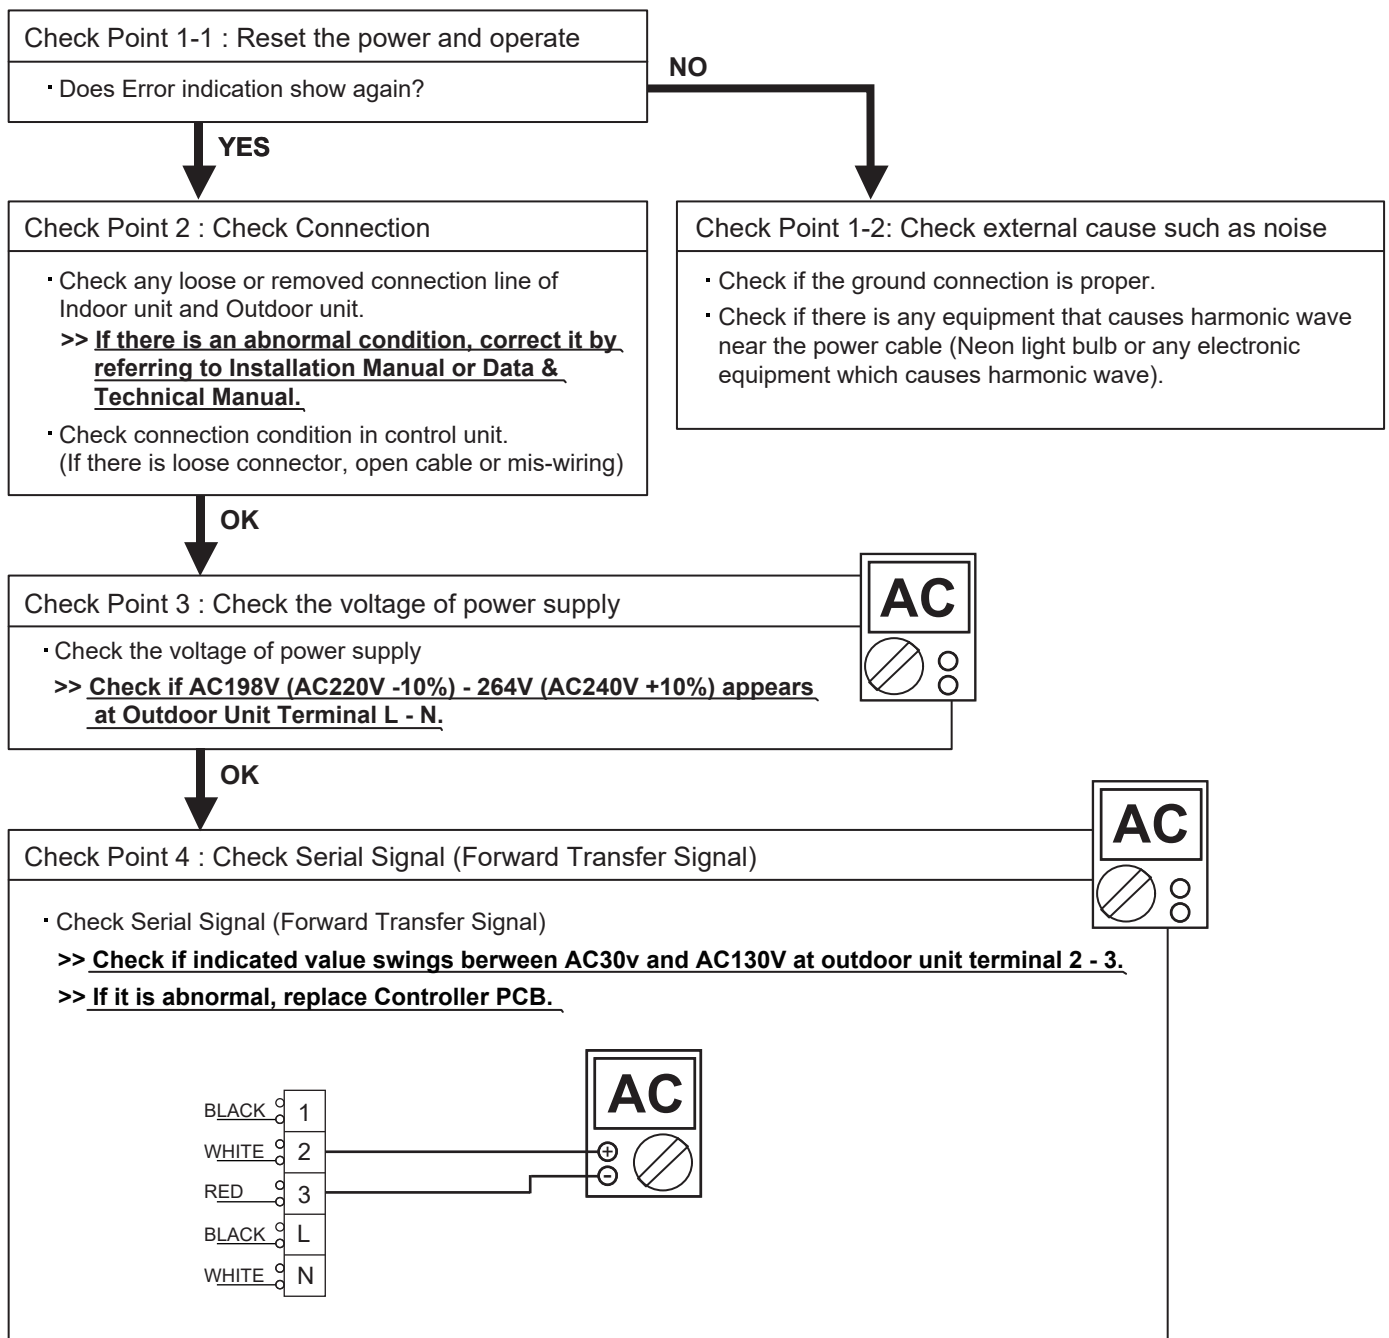 Check Point 1-1 : Reset the power and operate
・Does Error indication show again?
NO
YES
Check Point 2 : Check Connection
・Check any loose or removed connection line of
Indoor unit and Outdoor unit.
>> If there is an abnormal condition, correct it by
referring to Installation Manual or Data &
Technical Manual.
・Check connection condition in control unit.
(If there is loose connector, open cable or mis-wiring)
Check Point 1-2: Check external cause such as noise
・Check if the ground connection is proper.
・Check if there is any equipment that causes harmonic wave
near the power cable (Neon light bulb or any electronic
equipment which causes harmonic wave).
OK
Check Point 3 : Check the voltage of power supply
AC
・Check the voltage of power supply
>> Check if AC198V (AC220V -10%) - 264V (AC240V +10%) appears
at Outdoor Unit Terminal L - N.
OK
Check Point 4 : Check Serial Signal (Forward Transfer Signal)
AC
・Check Serial Signal (Forward Transfer Signal)
>> Check if indicated value swings berween AC30v and AC130V at outdoor unit terminal 2 - 3.
>> If it is abnormal, replace Controller PCB.
AC
BLACK 1
WHITE 2 +
RED 3 -
BLACK L
WHITE N